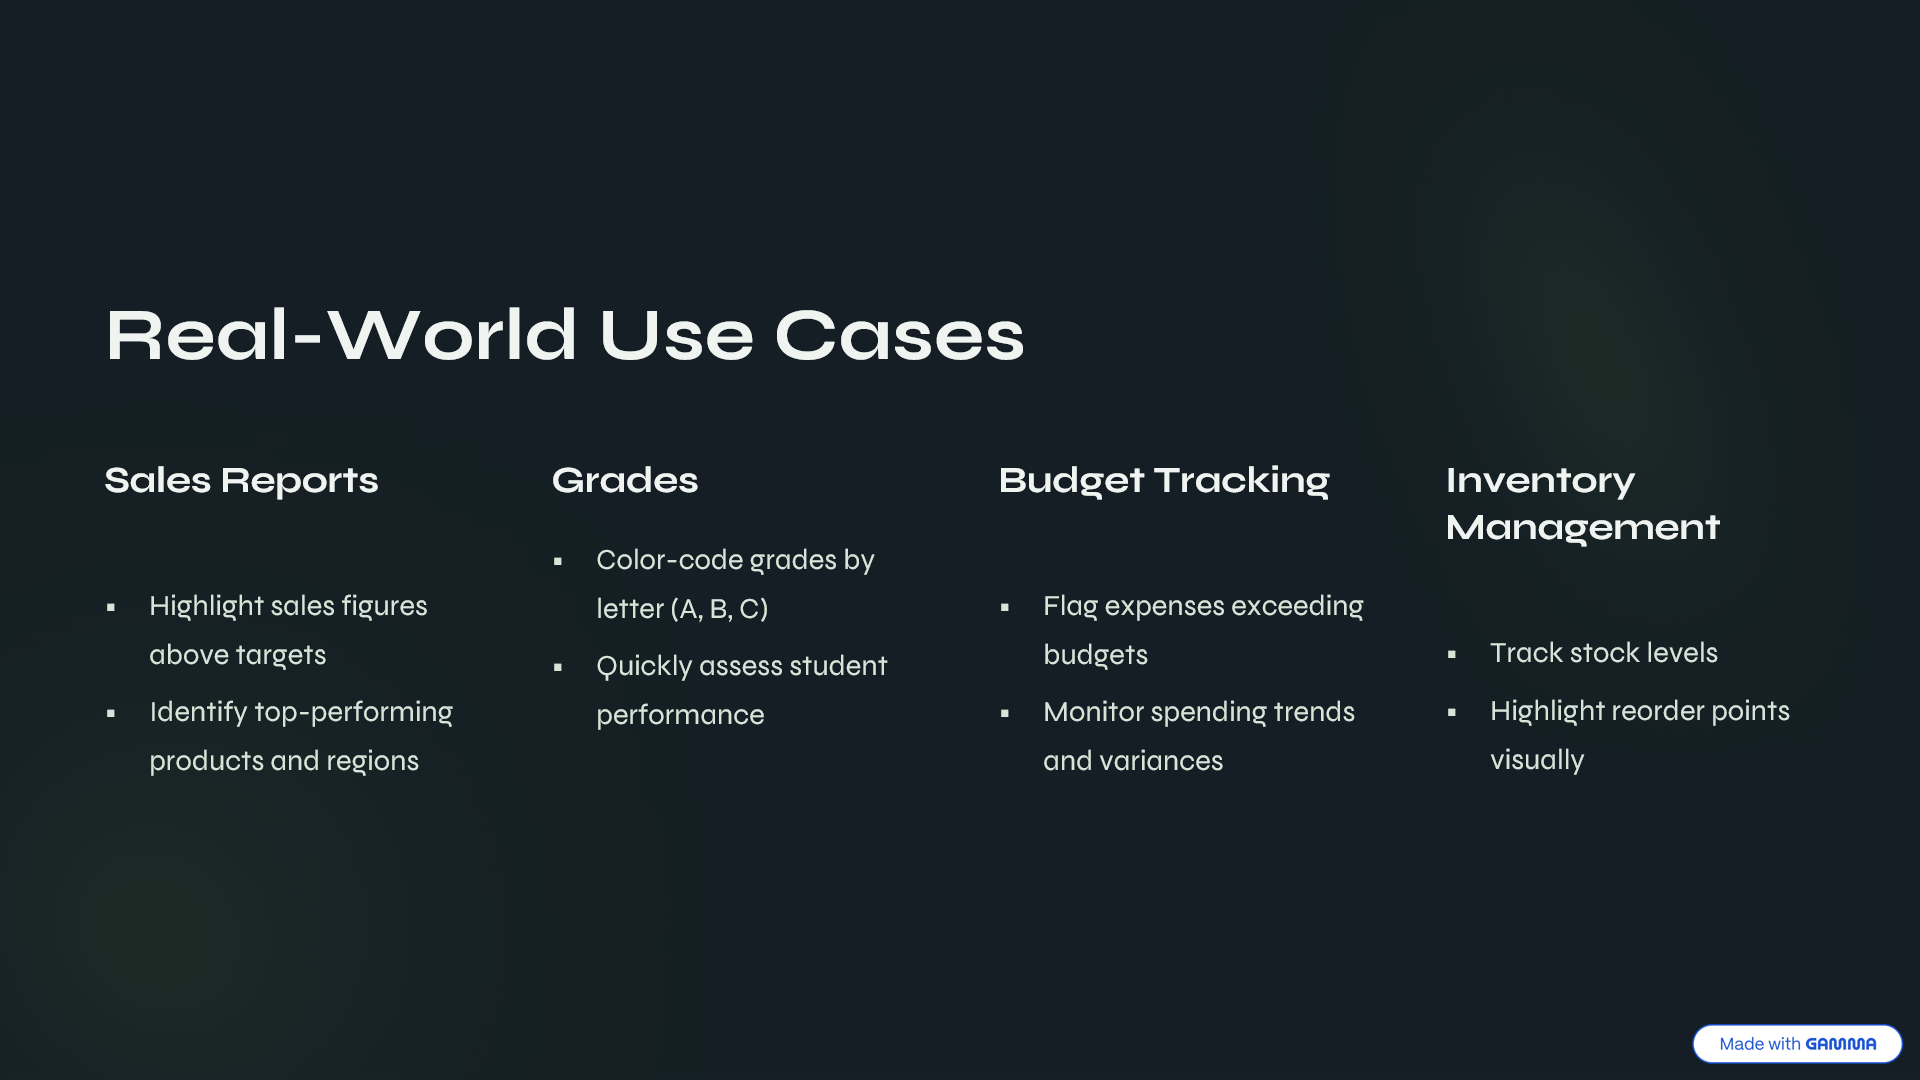 Real-World Use Cases
Sales Reports
▪ Highlight sales figures
above targets
▪ Identify top-performing
products and regions
Grades
▪ Color-code grades by
letter (A, B, C)
▪ Quickly assess student
performance
Budget Tracking
▪ Flag expenses exceeding
budgets
▪ Monitor spending trends
and variances
Inventory
Management
▪ Track stock levels
▪ Highlight reorder points
visually
Made with GAMMA